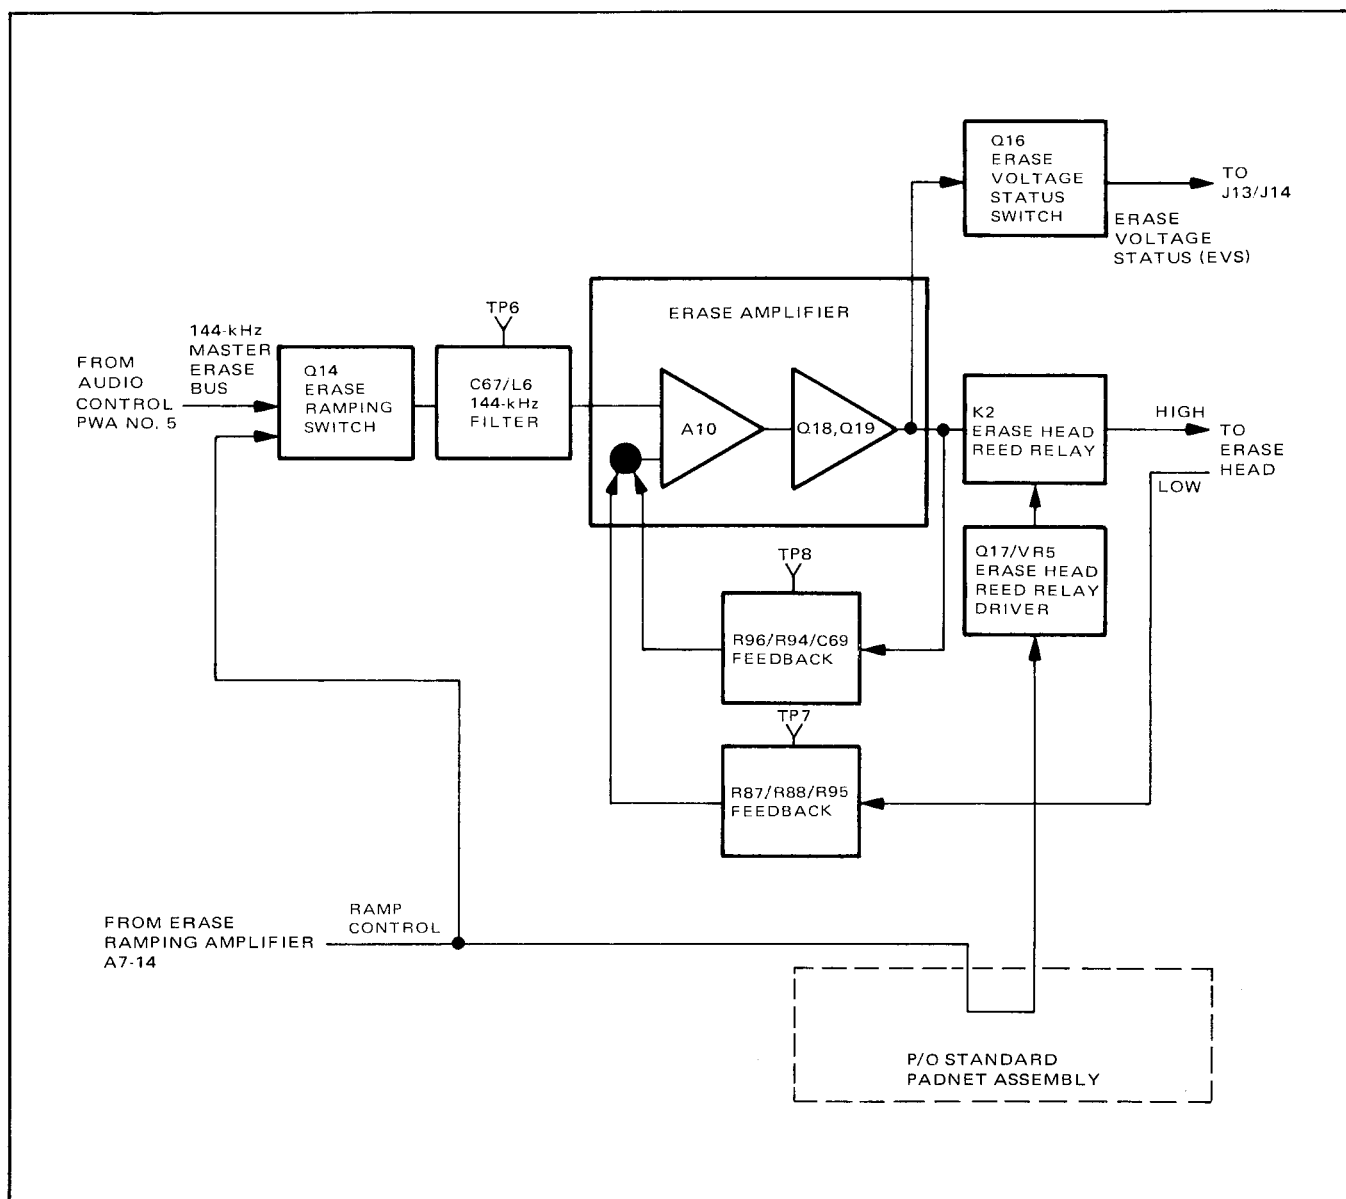 Q16
ERASE
VOLTAGE
STATUS
SWITCH
TO
J13/J14
ERASE
VOLTAGE
STATUS (EVS)
ERASE AMPLIFIER
TP6
144-kHz
MASTER
ERASE
BUS
FROM
AUDIO
CONTROL
PWA NO. 5
Q14
ERASE
RAMPING
SWITCH
C67/L6
144-kHz
FILTER
A10
Q18,Q19
K2
ERASE HEAD
REED RELAY
HIGH
TO
ERASE
HEAD
LOW
Q17/VR5
ERASE HEAD
REED RELAY
DRIVER
TP8
R96/R94/C69
FEEDBACK
TP7
R87/R88/R95
FEEDBACK
FROM ERASE
RAMPING AMPLIFIER
A7-14
RAMP
CONTROL
P/O STANDARD
PADNET ASSEMBLY